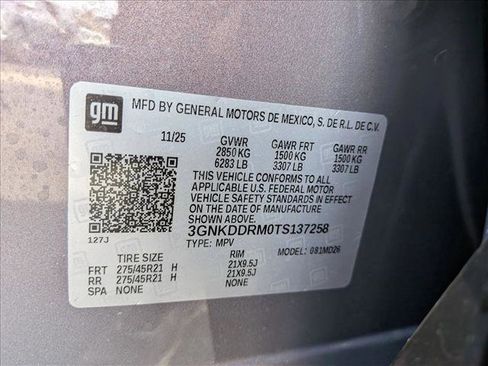 gm
MFD BY GENERAL MOTORS DE MEXICO, S. DE R.L. DE C.V.
11/25 GVWR GAWR FRT GAWR RR
2850 KG 1500 KG 1500 KG
6283 LB 3307 LB 3307 LB
THIS VEHICLE CONFORMS TO ALL
APPLICABLE U.S. FEDERAL MOTOR
VEHICLE SAFETY STANDARDS IN EFFECT
ON THE DATE OF MANUFACTURE SHOWN ABOVE.
3GNKDDRM0TS137258
127J TYPE: MPV MODEL: 081MD26
TIRE SIZE RIM
FRT 275/45R21 H 21X9.5J
RR 275/45R21 H 21X9.5J
SPA NONE NONE